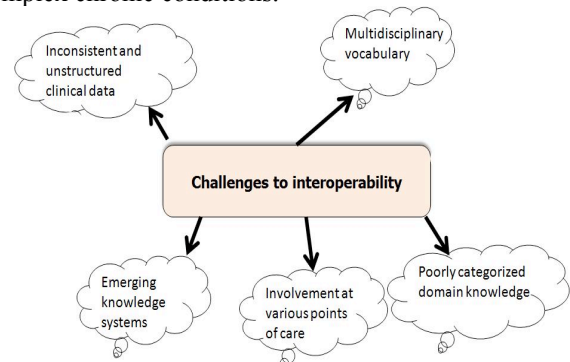 complex chronic conditions.
Inconsistent and
unstructured
clinical data
Multidisciplinary
vocabulary
Challenges to interoperability
Emerging
knowledge
systems
Involvement at
various points
of care
Poorly categorized
domain knowledge